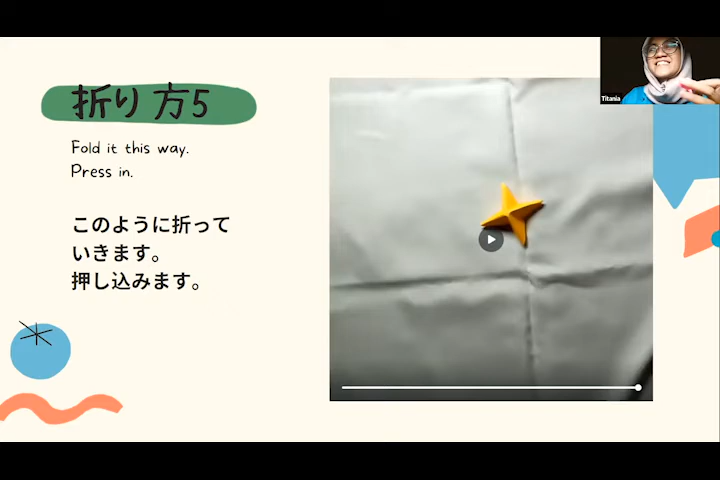 折り方5
Fold it this way.
Press in.
このように折って
いきます。
押し込みます。
Titania